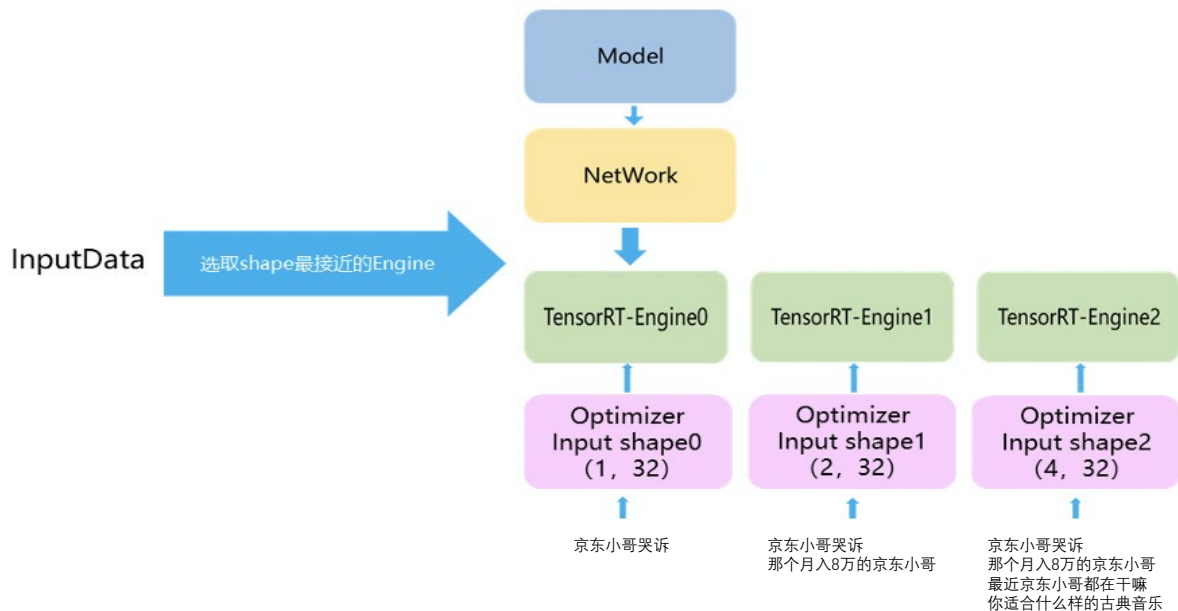 Model
NetWork
InputData
选取shape最接近的Engine
TensorRT-Engine0
TensorRT-Engine1
TensorRT-Engine2
Optimizer
Input shape0
（1，32）
Optimizer
Input shape1
（2，32）
Optimizer
Input shape2
（4，32）
京东小哥哭诉
京东小哥哭诉
那个月入8万的京东小哥
京东小哥哭诉
那个月入8万的京东小哥
最近京东小哥都在干嘛
你适合什么样的古典音乐